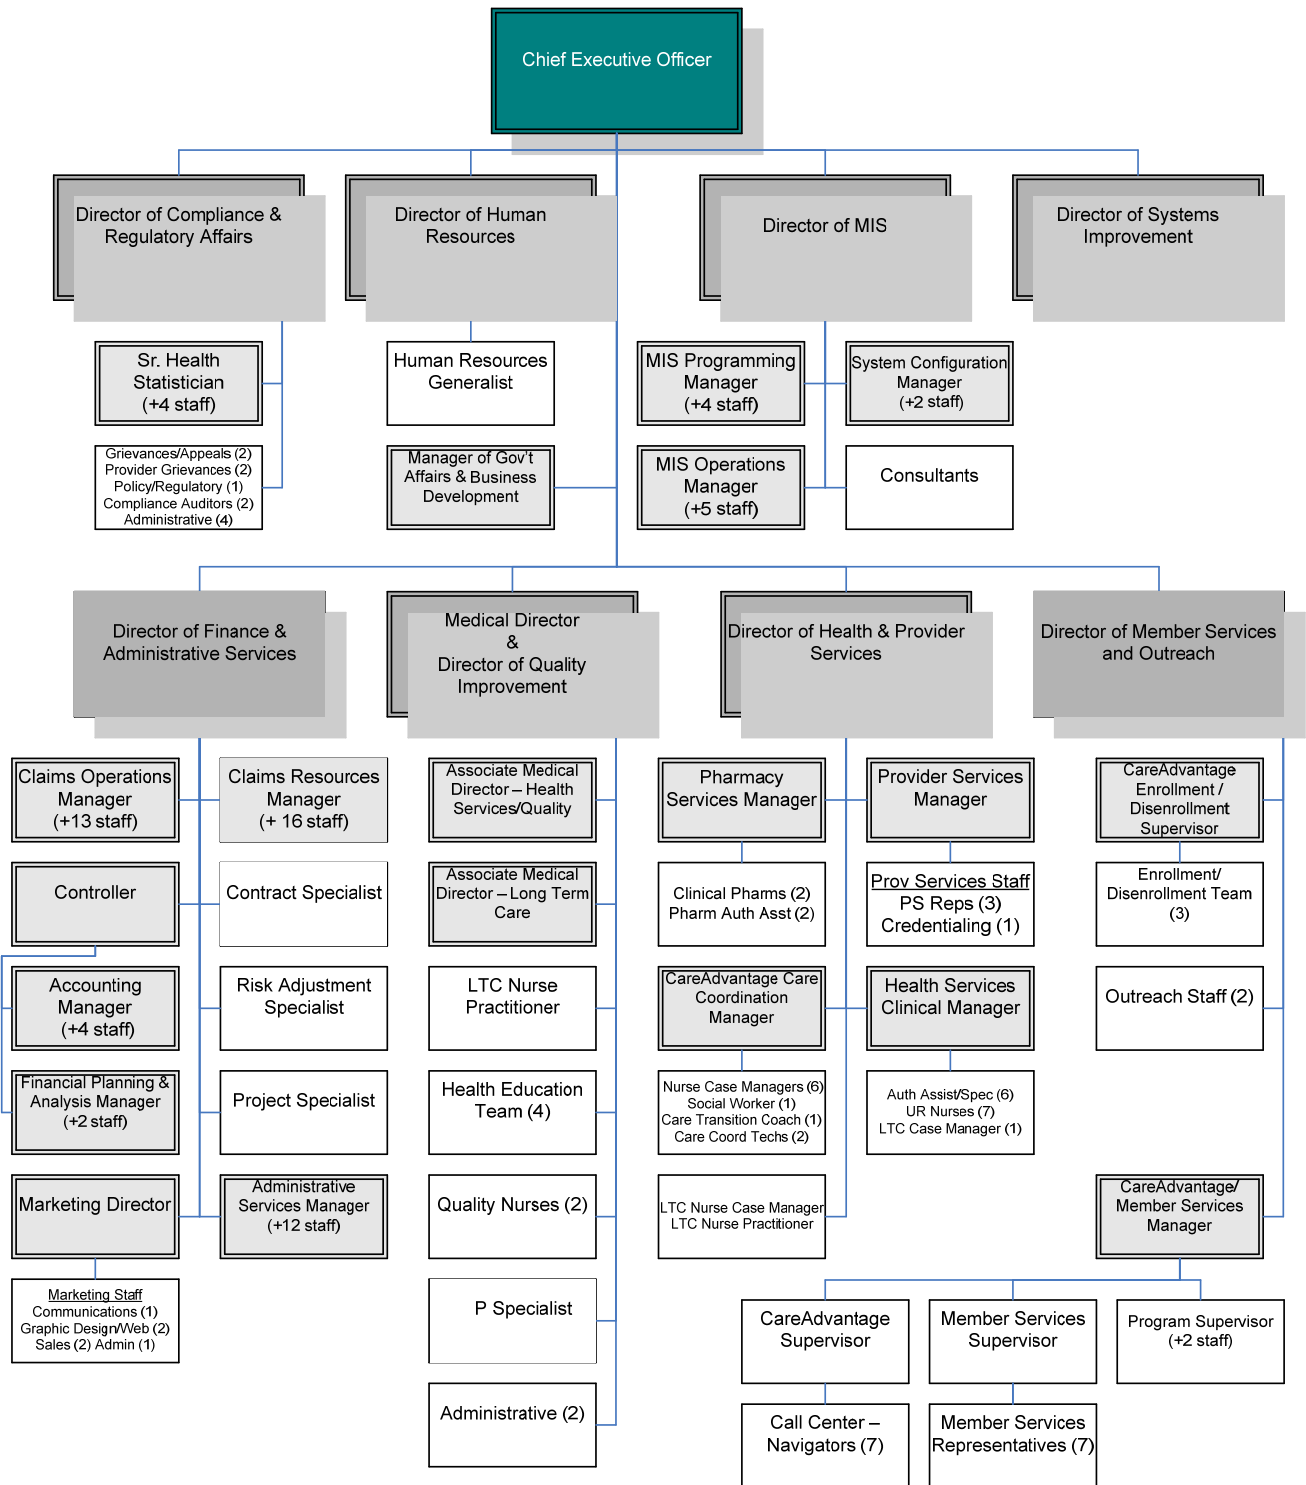 Chief Executive Officer
Director of Compliance &
Regulatory Affairs
Director of Human
Resources
Director of MIS
Director of Systems
Improvement
Sr. Health
Statistician
(+4 staff)
Human Resources
Generalist
MIS Programming
Manager
(+4 staff)
System Configuration
Manager
(+2 staff)
Grievances/Appeals (2)
Provider Grievances (2)
Policy/Regulatory (1)
Compliance Auditors (2)
Administrative (4)
Manager of Gov't
Affairs & Business
Development
MIS Operations
Manager
(+5 staff)
Consultants
Director of Finance &
Administrative Services
Medical Director
&
Director of Quality
Improvement
Director of Health & Provider
Services
Director of Member Services
and Outreach
Claims Operations
Manager
(+13 staff)
Claims Resources
Manager
(+ 16 staff)
Associate Medical
Director – Health
Services/Quality
Pharmacy
Services Manager
Provider Services
Manager
CareAdvantage
Enrollment /
Disenrollment
Supervisor
Controller
Contract Specialist
Associate Medical
Director – Long Term
Care
Clinical Pharms (2)
Pharm Auth Asst (2)
Prov Services Staff
PS Reps (3)
Credentialing (1)
Enrollment/
Disenrollment Team
(3)
Accounting
Manager
(+4 staff)
Risk Adjustment
Specialist
LTC Nurse
Practitioner
CareAdvantage Care
Coordination
Manager
Health Services
Clinical Manager
Outreach Staff (2)
Financial Planning &
Analysis Manager
(+2 staff)
Project Specialist
Health Education
Team (4)
Nurse Case Managers (6)
Social Worker (1)
Care Transition Coach (1)
Care Coord Techs (2)
Auth Assist/Spec (6)
UR Nurses (7)
LTC Case Manager (1)
Marketing Director
Administrative
Services Manager
(+12 staff)
Quality Nurses (2)
LTC Nurse Case Manager
LTC Nurse Practitioner
CareAdvantage/
Member Services
Manager
Marketing Staff
Communications (1)
Graphic Design/Web (2)
Sales (2) Admin (1)
P Specialist
CareAdvantage
Supervisor
Member Services
Supervisor
Program Supervisor
(+2 staff)
Administrative (2)
Call Center –
Navigators (7)
Member Services
Representatives (7)